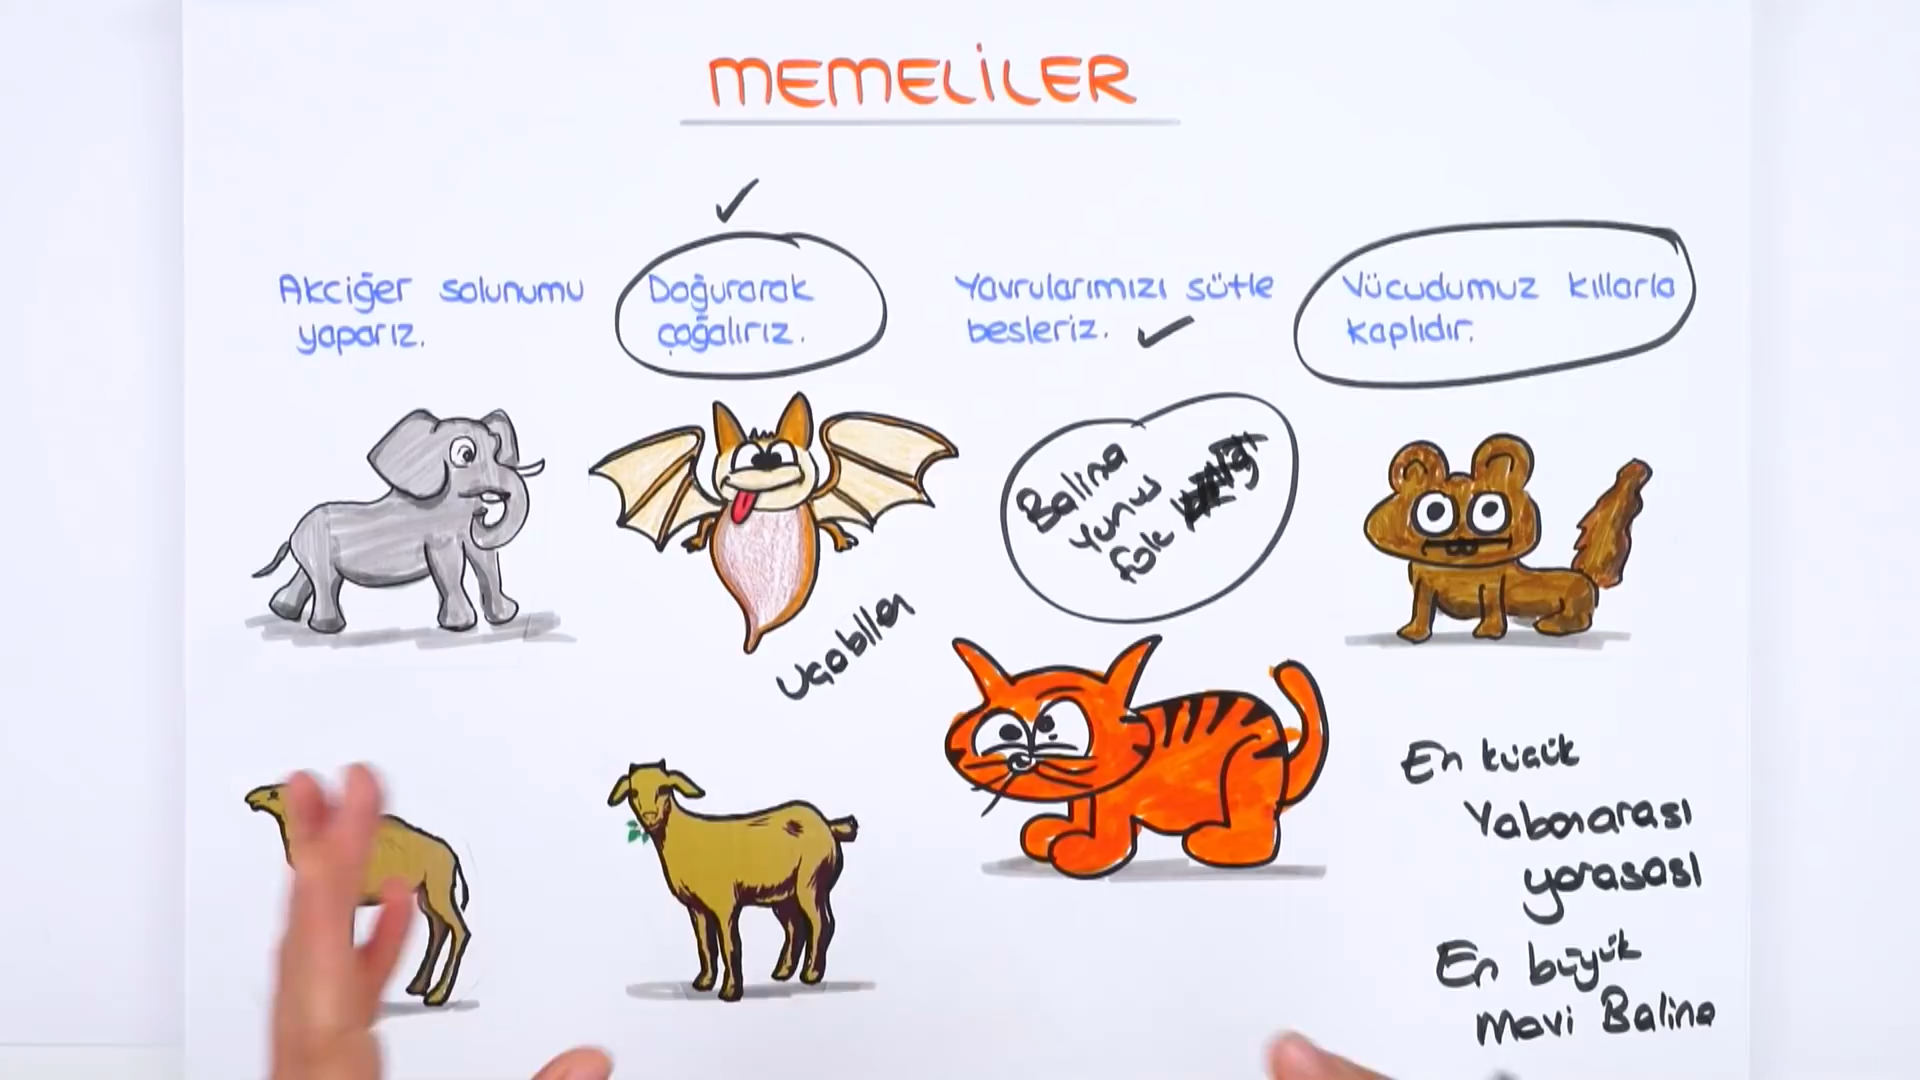 MEMELİLER
Akciğer solunumu
yaparız.
Doğurarak
çoğalırız.
Yavrularımızı sütle
besleriz.
Vücudumuz kıllarla
kaplıdır.
Balina
Yunus
fok
Uçabilen
En küçük
Yabanarası
yarasası
En büyük
Mavi Balina